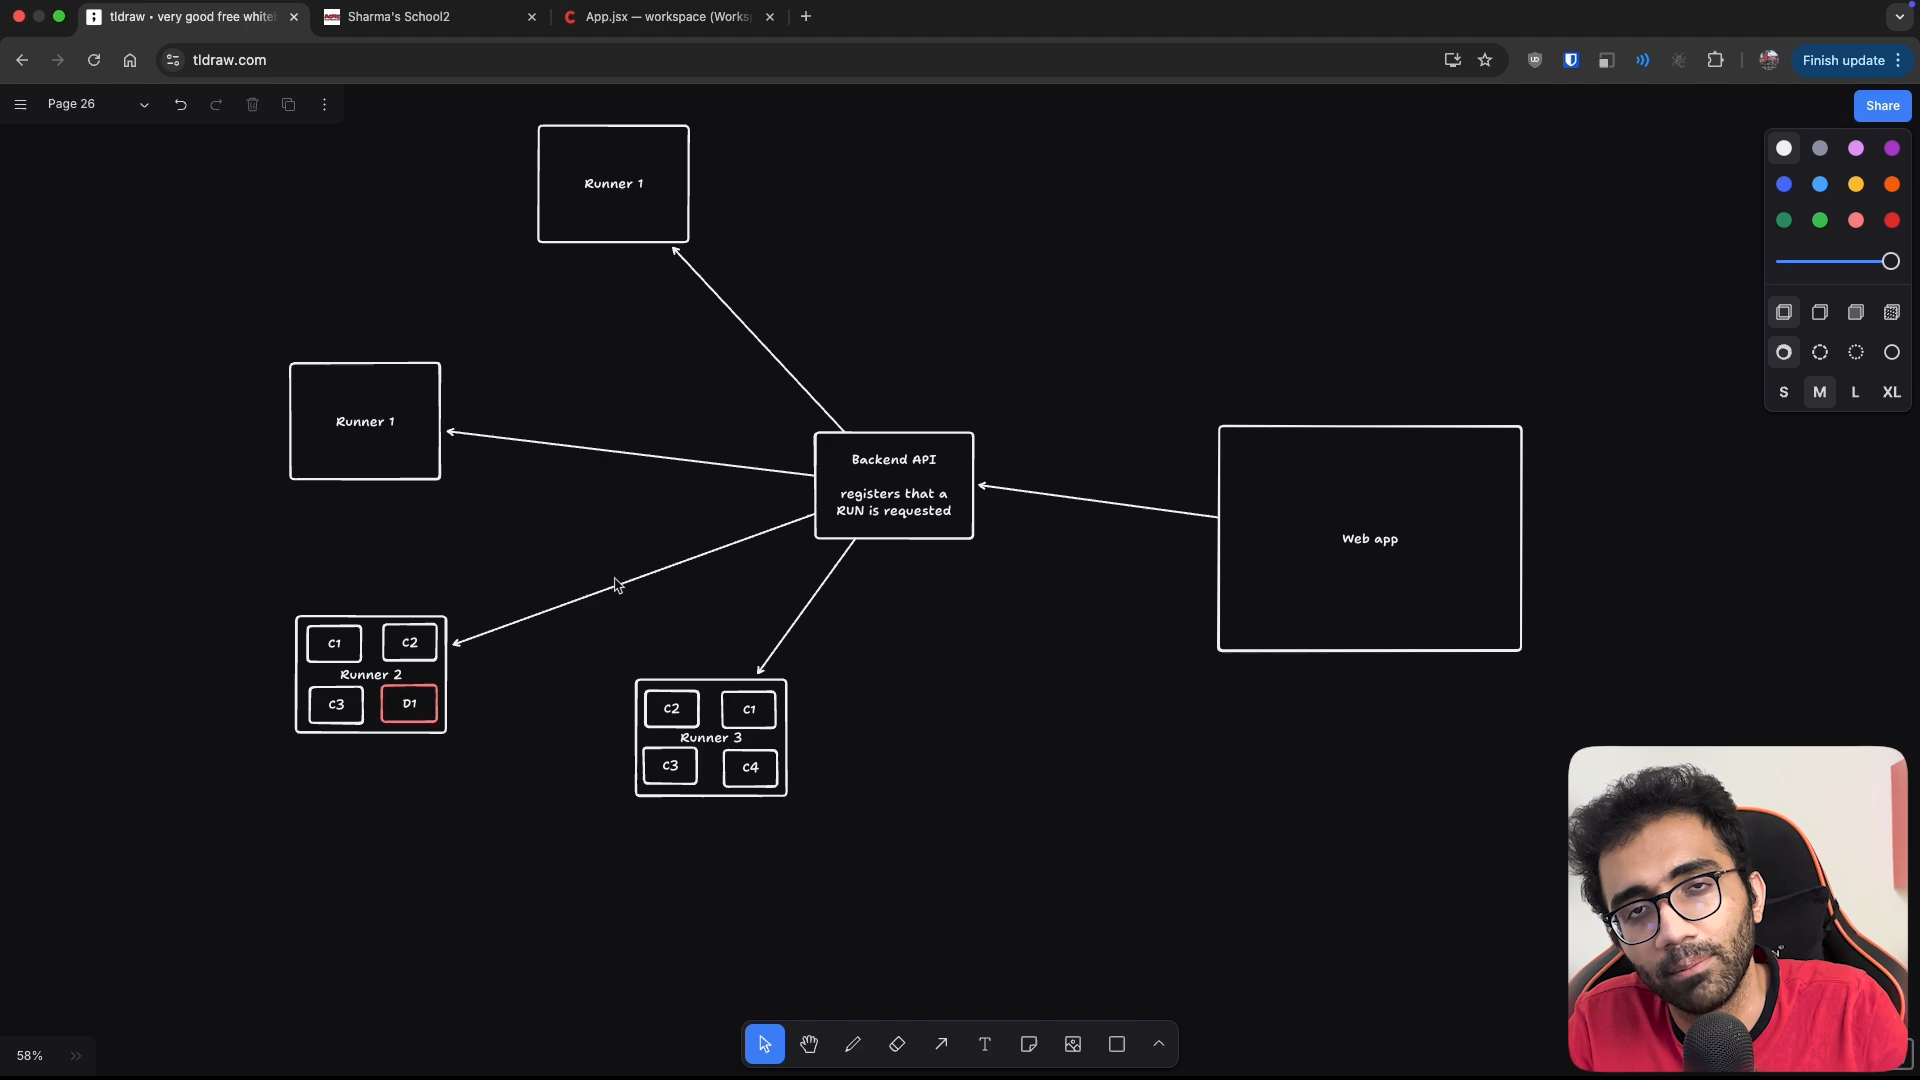 tldraw • very good free white
Sharma's School2
App.jsx — workspace (Works
tldraw.com
Finish update
Page 26
Share
S M L XL
Runner 1
Runner 1
Backend API
registers that a
RUN is requested
Web app
C1 C2
Runner 2
C3 D1
C2 C1
Runner 3
C3 C4
58%